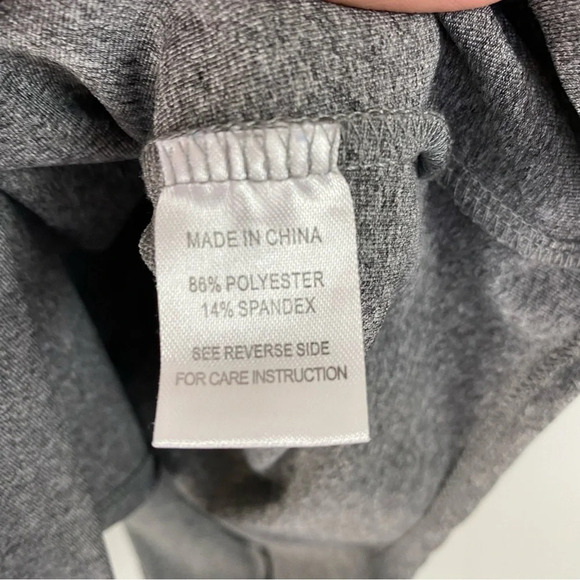 MADE IN CHINA
86% POLYESTER
14% SPANDEX
SEE REVERSE SIDE
FOR CARE INSTRUCTION